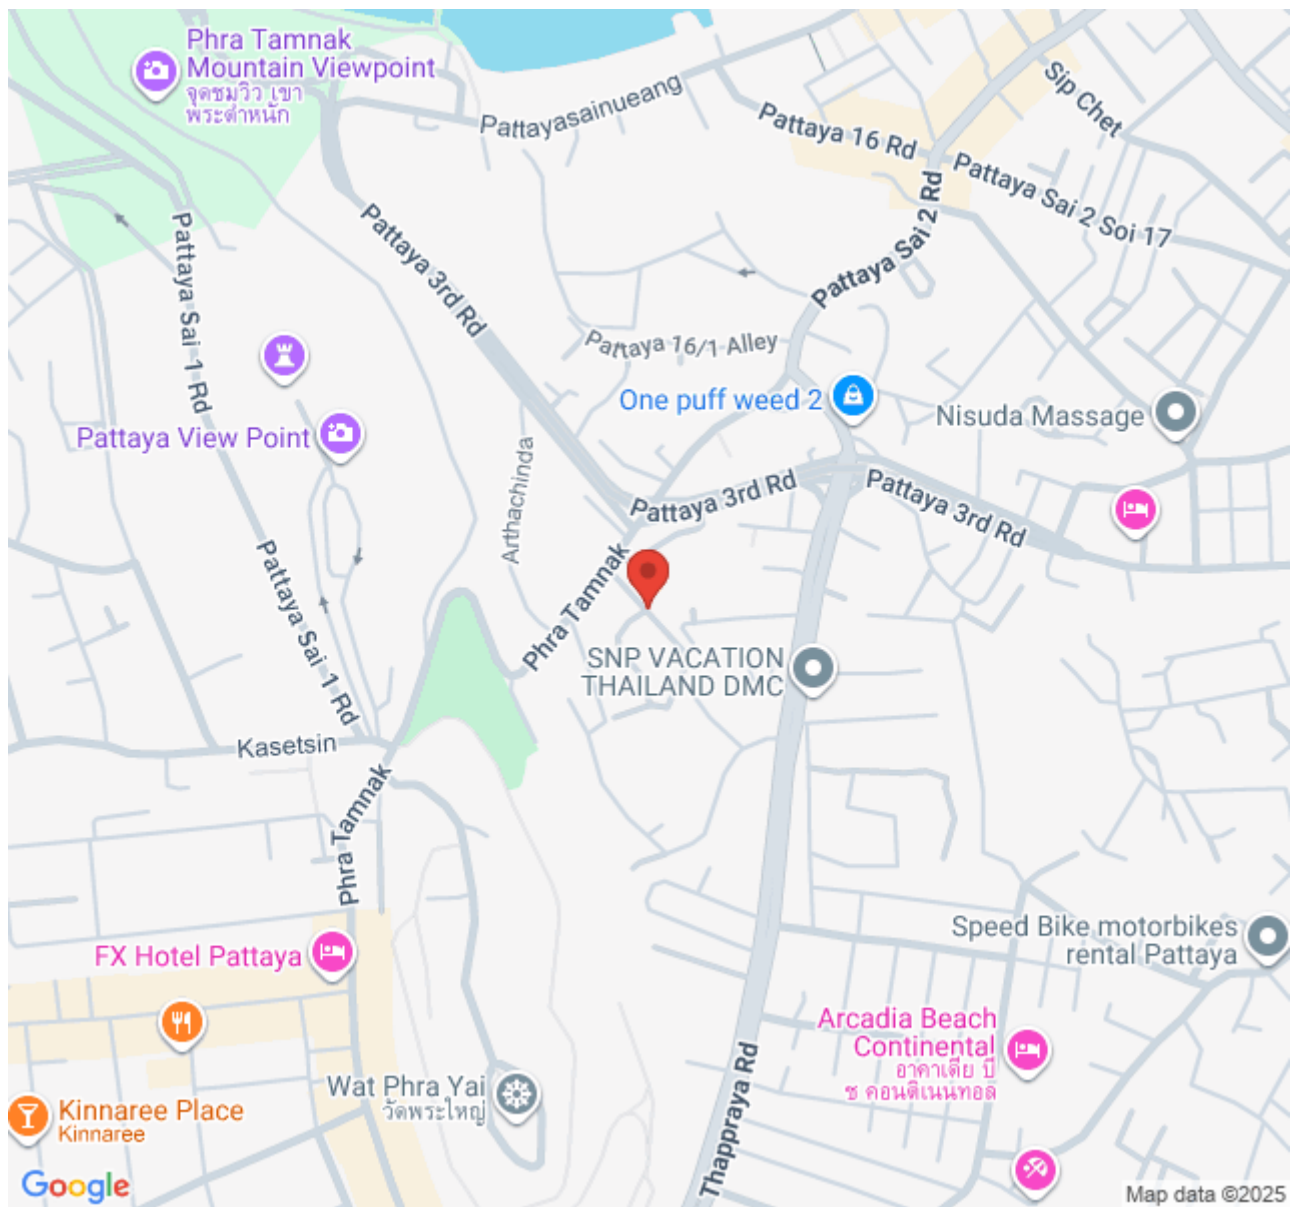 Phra Tamnak
Mountain Viewpoint
จุดชมวิว เขา
พระตำหนัก
Pattayasainueang
Sip Chet
Pattaya 16 Rd
Pattaya Sai 2 Soi 17
Pattaya Sai 2 Rd
Pattaya Sai 1 Rd
Pattaya 3rd Rd
Pattaya 16/1 Alley
One puff weed 2
Nisuda Massage
Pattaya View Point
Arthachinda
Pattaya 3rd Rd
Pattaya 3rd Rd
Phra Tamnak
Pattaya Sai 1 Rd
SNP VACATION
THAILAND DMC
Kasetsin
Phra Tamnak
FX Hotel Pattaya
Speed Bike motorbikes
rental Pattaya
Arcadia Beach
Continental
อาคาเดีย บี
ช คอนติเนนทอล
Wat Phra Yai
วัดพระใหญ่
Kinnaree Place
Kinnaree
Thappraya Rd
Google
Map data ©2025